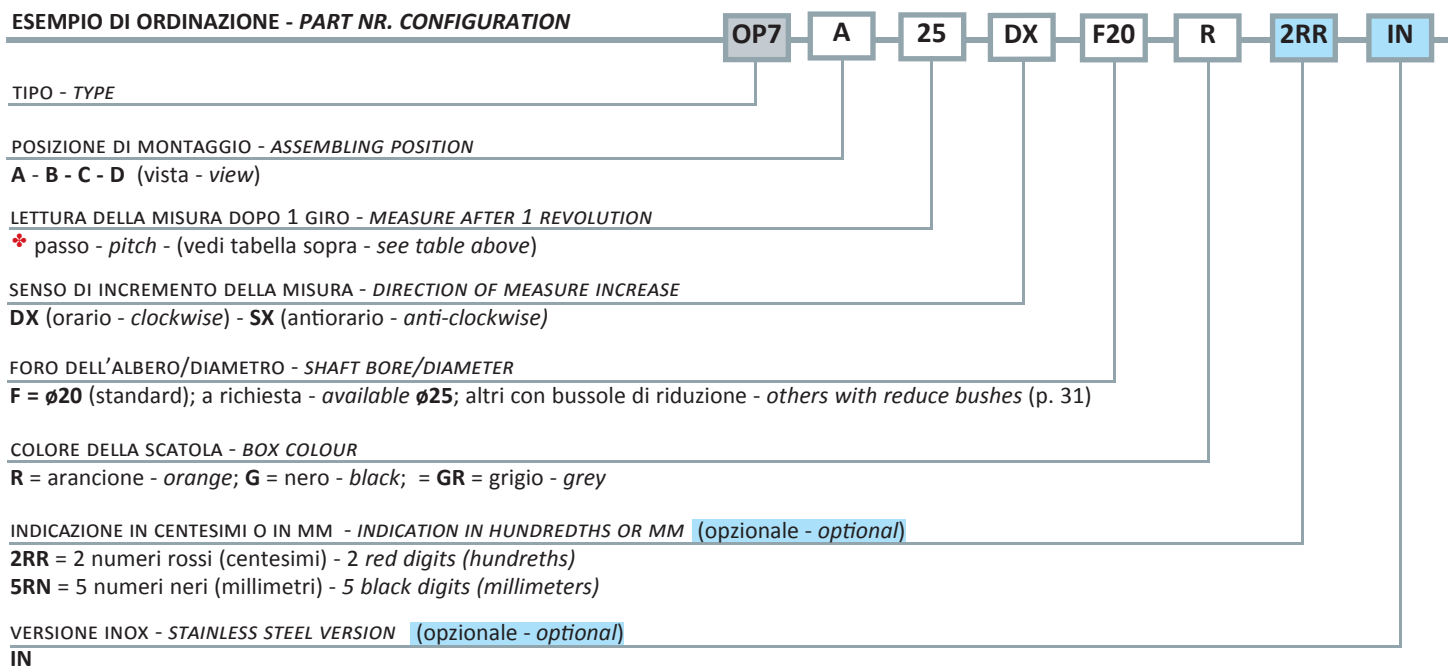 ESEMPIO DI ORDINAZIONE - PART NR. CONFIGURATION
OP7 A 25 DX F20 R 2RR IN
TIPO - TYPE
POSIZIONE DI MONTAGGIO - ASSEMBLING POSITION
A - B - C - D (vista - view)
LETTURA DELLA MISURA DOPO 1 GIRO - MEASURE AFTER 1 REVOLUTION
✤ passo - pitch - (vedi tabella sopra - see table above)
SENSO DI INCREMENTO DELLA MISURA - DIRECTION OF MEASURE INCREASE
DX (orario - clockwise) - SX (antiorario - anti-clockwise)
FORO DELL'ALBERO/DIAMETRO - SHAFT BORE/DIAMETER
F = ø20 (standard); a richiesta - available ø25; altri con bussole di riduzione - others with reduce bushes (p. 31)
COLORE DELLA SCATOLA - BOX COLOUR
R = arancione - orange; G = nero - black; = GR = grigio - grey
INDICAZIONE IN CENTESIMI O IN MM - INDICATION IN HUNDREDTHS OR MM (opzionale - optional)
2RR = 2 numeri rossi (centesimi) - 2 red digits (hundreths)
5RN = 5 numeri neri (millimetri) - 5 black digits (millimeters)
VERSIONE INOX - STAINLESS STEEL VERSION (opzionale - optional)
IN